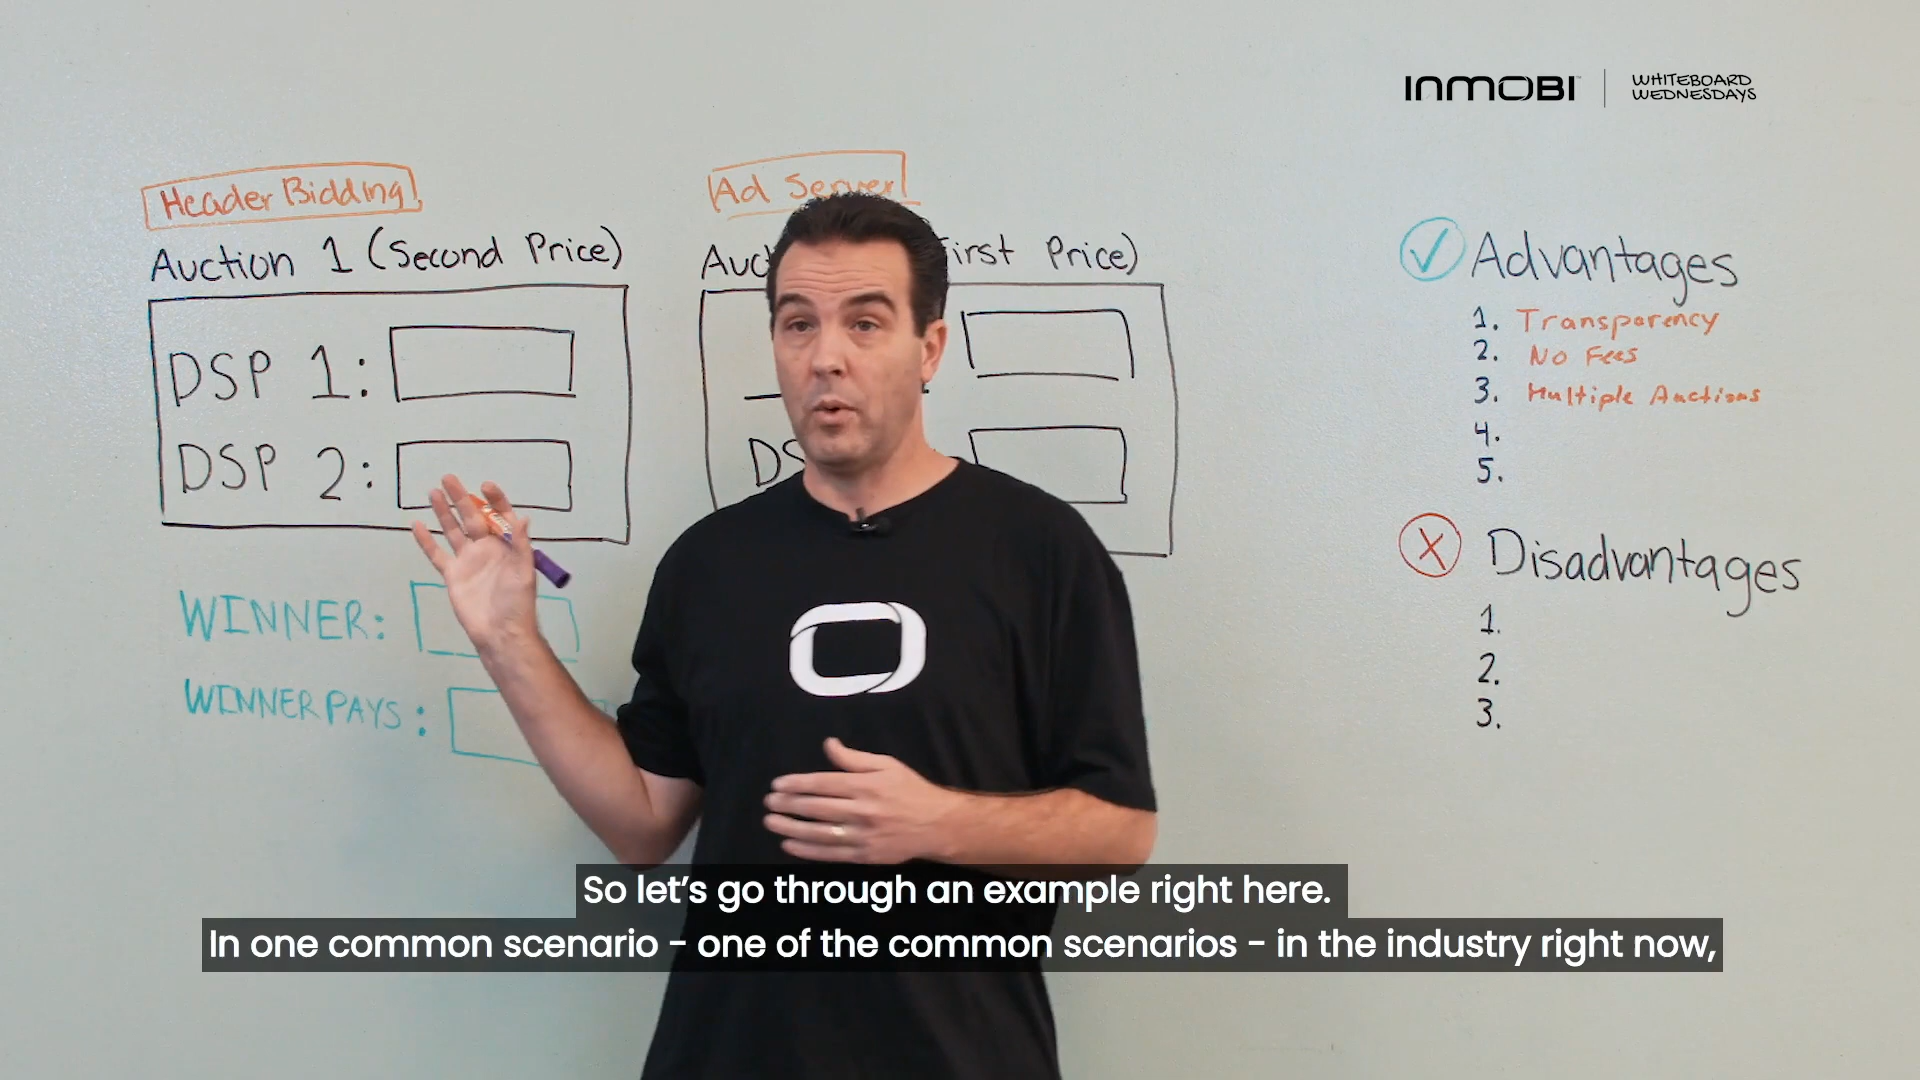 INMOBI
WHITEBOARD
WEDNESDAYS
Header Bidding
Auction 1 (Second Price)
DSP 1:
DSP 2:
WINNER:
WINNER PAYS:
Ad Server
First Price)
Advantages
1. Transparency
2. No Fees
3. Multiple Auctions
4.
5.
X Disadvantages
1.
2.
3.
So let's go through an example right here.
In one common scenario - one of the common scenarios - in the industry right now,